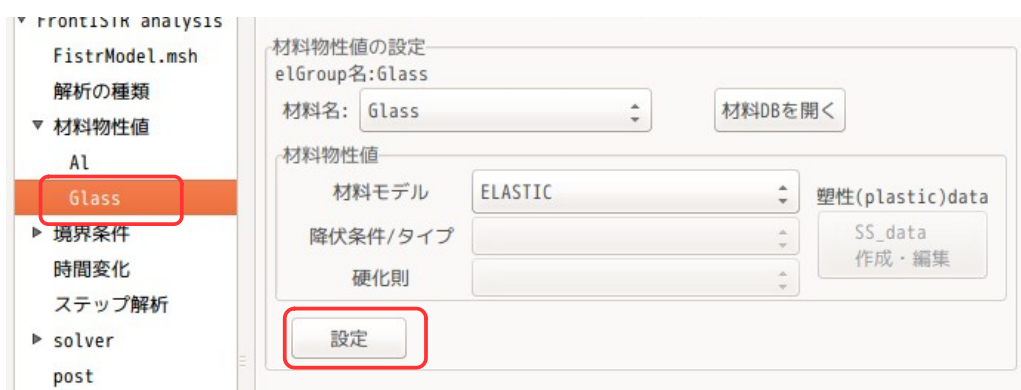 ▼ FrontISTR analysis
FistrModel.msh
解析の種類
▼ 材料物性値
Al
Glass
▶ 境界条件
時間変化
ステップ解析
▶ solver
post
材料物性値の設定
elGroup名:Glass
材料名: Glass 材料DBを開く
材料物性値
材料モデル ELASTIC 塑性(plastic)data
降伏条件/タイプ SS_data
作成・編集
硬化則
設定